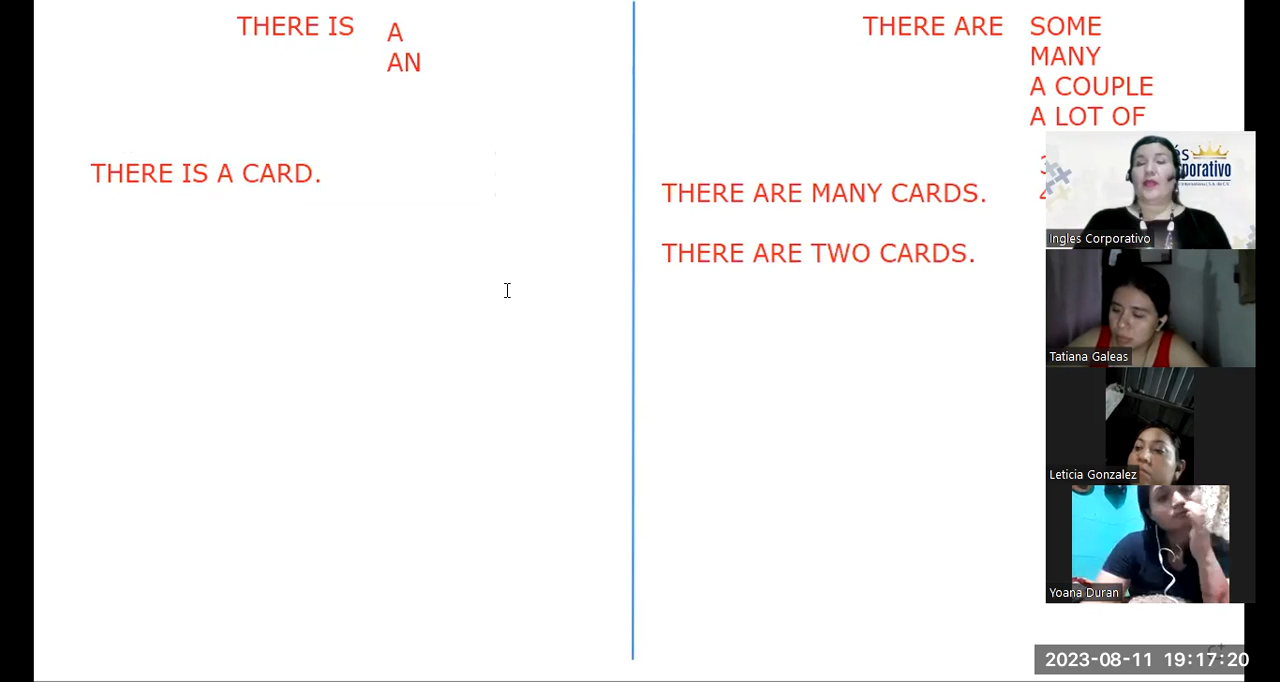 THERE IS
A
AN
THERE IS A CARD.
THERE ARE
SOME
MANY
A COUPLE
A LOT OF
THERE ARE MANY CARDS.
THERE ARE TWO CARDS.
Ingles Corporativo
Tatiana Galeas
Leticia Gonzalez
Yoana Duran
2023-08-11 19:17:20